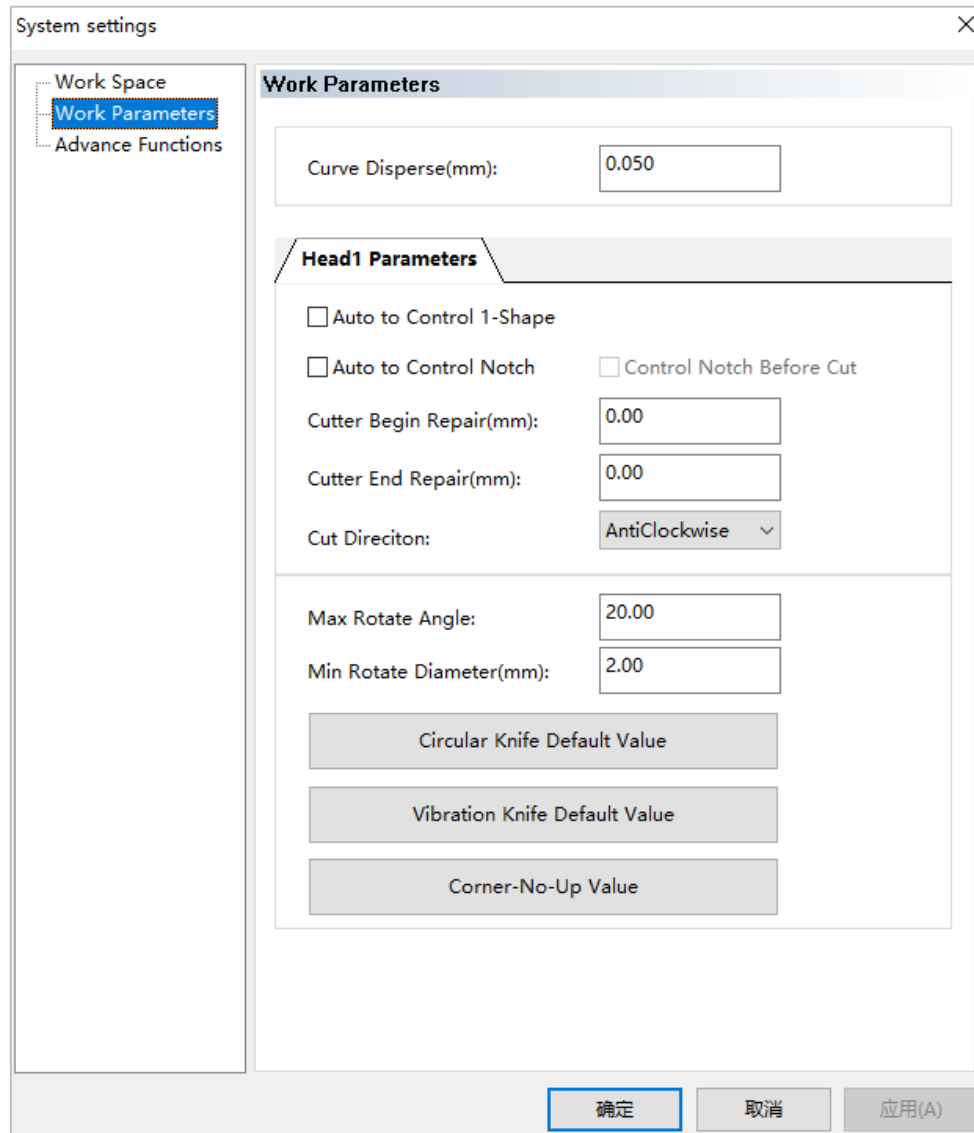 System settings
Work Space
Work Parameters
Advance Functions
Work Parameters
Curve Disperse(mm):
0.050
Head1 Parameters
Auto to Control 1-Shape
Auto to Control Notch
Control Notch Before Cut
Cutter Begin Repair(mm):
0.00
Cutter End Repair(mm):
0.00
Cut Direciton:
AntiClockwise
Max Rotate Angle:
20.00
Min Rotate Diameter(mm):
2.00
Circular Knife Default Value
Vibration Knife Default Value
Corner-No-Up Value
确定
取消
应用(A)